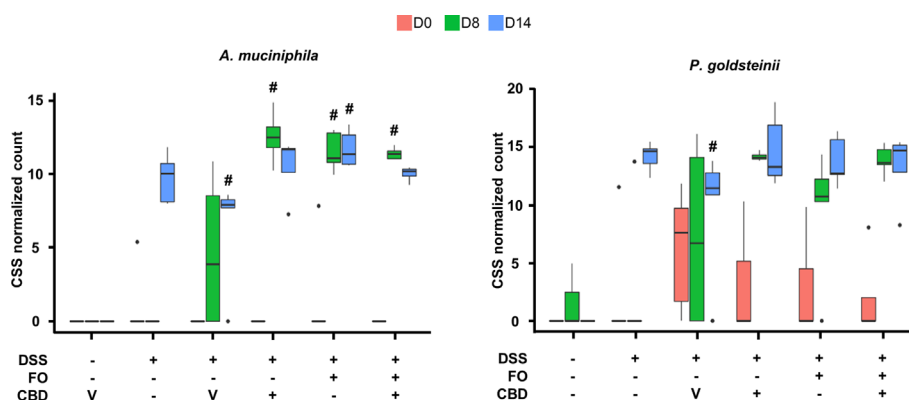 D0 D8 D14
A. muciniphila
CSS normalized count
15
10
5
0
# # # # #
DSS - + + + + +
FO + +
CBD V - V + - +
P. goldsteinii
CSS normalized count
20
15
10
5
0
#
DSS - + + + + +
FO + +
CBD - - V + - +